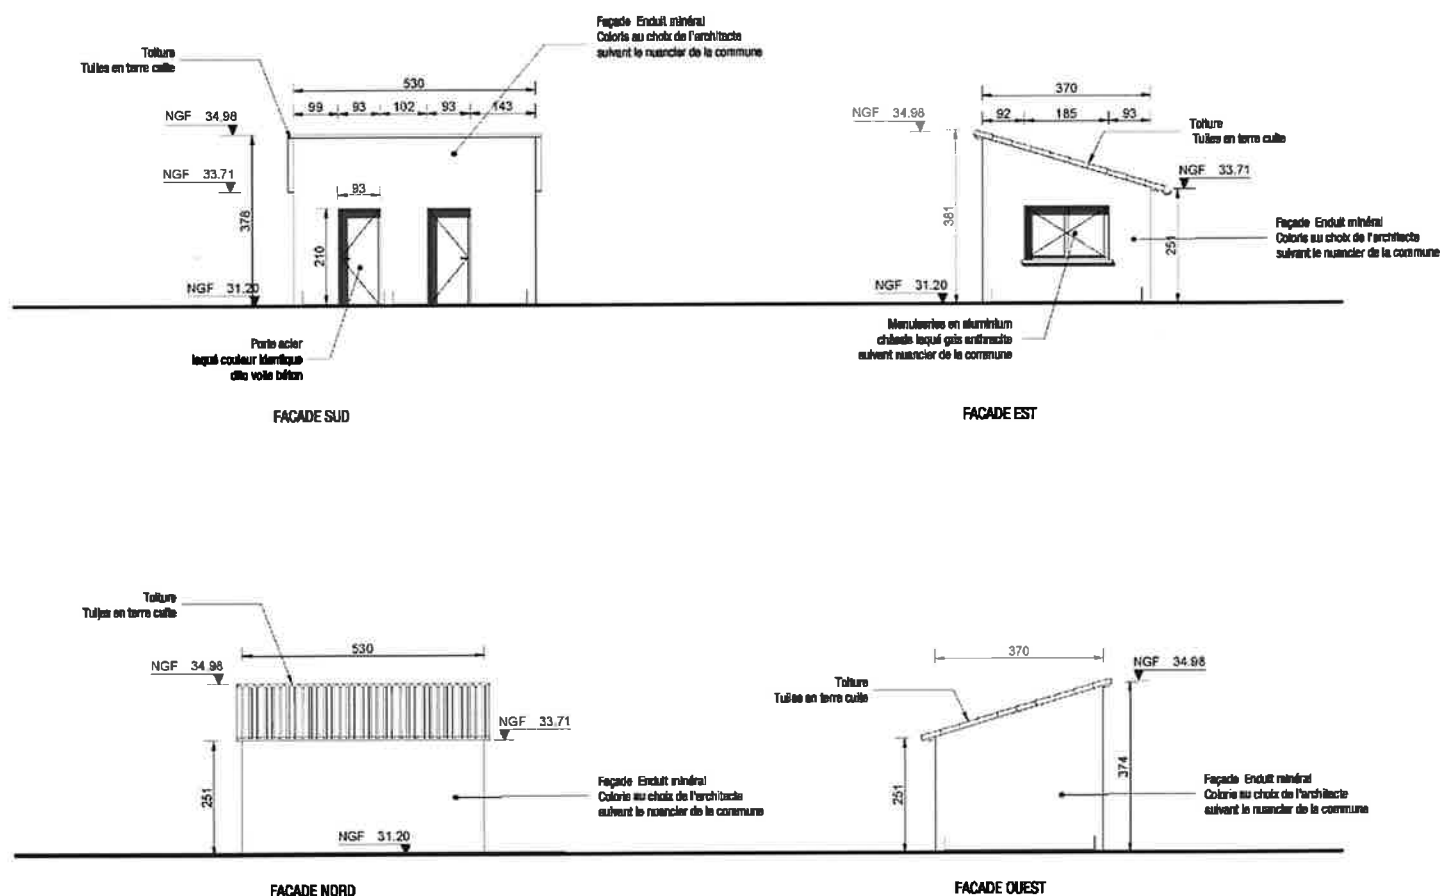 Façade Enduit minéral
Coloris au choix de l'architecte
suivant le nuancier de la commune
Toiture
Tuiles en terre cuite
530
99 93 102 93 143
NGF 34.98
NGF 33.71
378
93
210
NGF 31.20
Porte acier
laqué couleur identique
dito voile béton
FAÇADE SUD
370
92 185 93
NGF 34.98
Toiture
Tuiles en terre cuite
NGF 33.71
381
251
Façade Enduit minéral
Coloris au choix de l'architecte
suivant le nuancier de la commune
NGF 31.20
Menuiseries en aluminium
châssis laqué gris anthracite
suivant nuancier de la commune
FACADE EST
Toiture
Tuiles en terre cuite
530
NGF 34.98
NGF 33.71
251
Façade Enduit minéral
Coloris au choix de l'architecte
suivant le nuancier de la commune
NGF 31.20
FACADE NORD
370
NGF 34.98
Toiture
Tuiles en terre cuite
251
374
Façade Enduit minéral
Coloris au choix de l'architecte
suivant le nuancier de la commune
FACADE OUEST